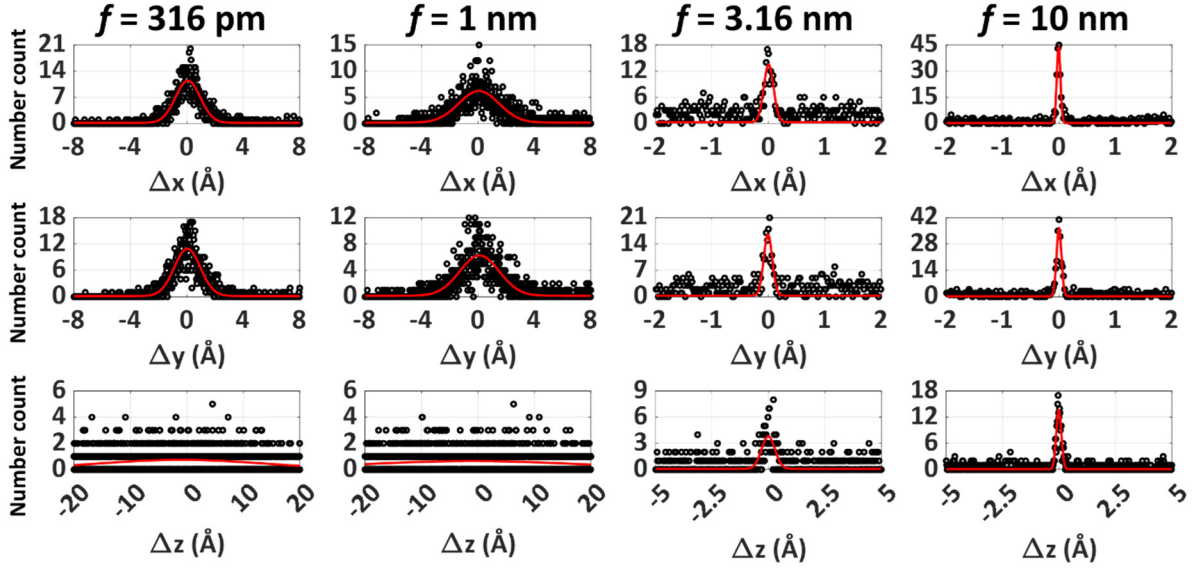 f = 316 pm
f = 1 nm
f = 3.16 nm
f = 10 nm
Number count
21
14
7
0
-8 -4 0 4 8
Δx (Å)
15
10
5
0
-8 -4 0 4 8
Δx (Å)
18
12
6
0
-2 -1 0 1 2
Δx (Å)
45
30
15
0
-2 -1 0 1 2
Δx (Å)
Number count
18
12
6
0
-8 -4 0 4 8
Δy (Å)
12
9
6
3
0
-8 -4 0 4 8
Δy (Å)
21
14
7
0
-2 -1 0 1 2
Δy (Å)
42
28
14
0
-2 -1 0 1 2
Δy (Å)
Number count
6
4
2
0
-20 -10 0 10 20
Δz (Å)
6
4
2
0
-20 -10 0 10 20
Δz (Å)
9
6
3
0
-5 -2.5 0 2.5 5
Δz (Å)
18
12
6
0
-5 -2.5 0 2.5 5
Δz (Å)